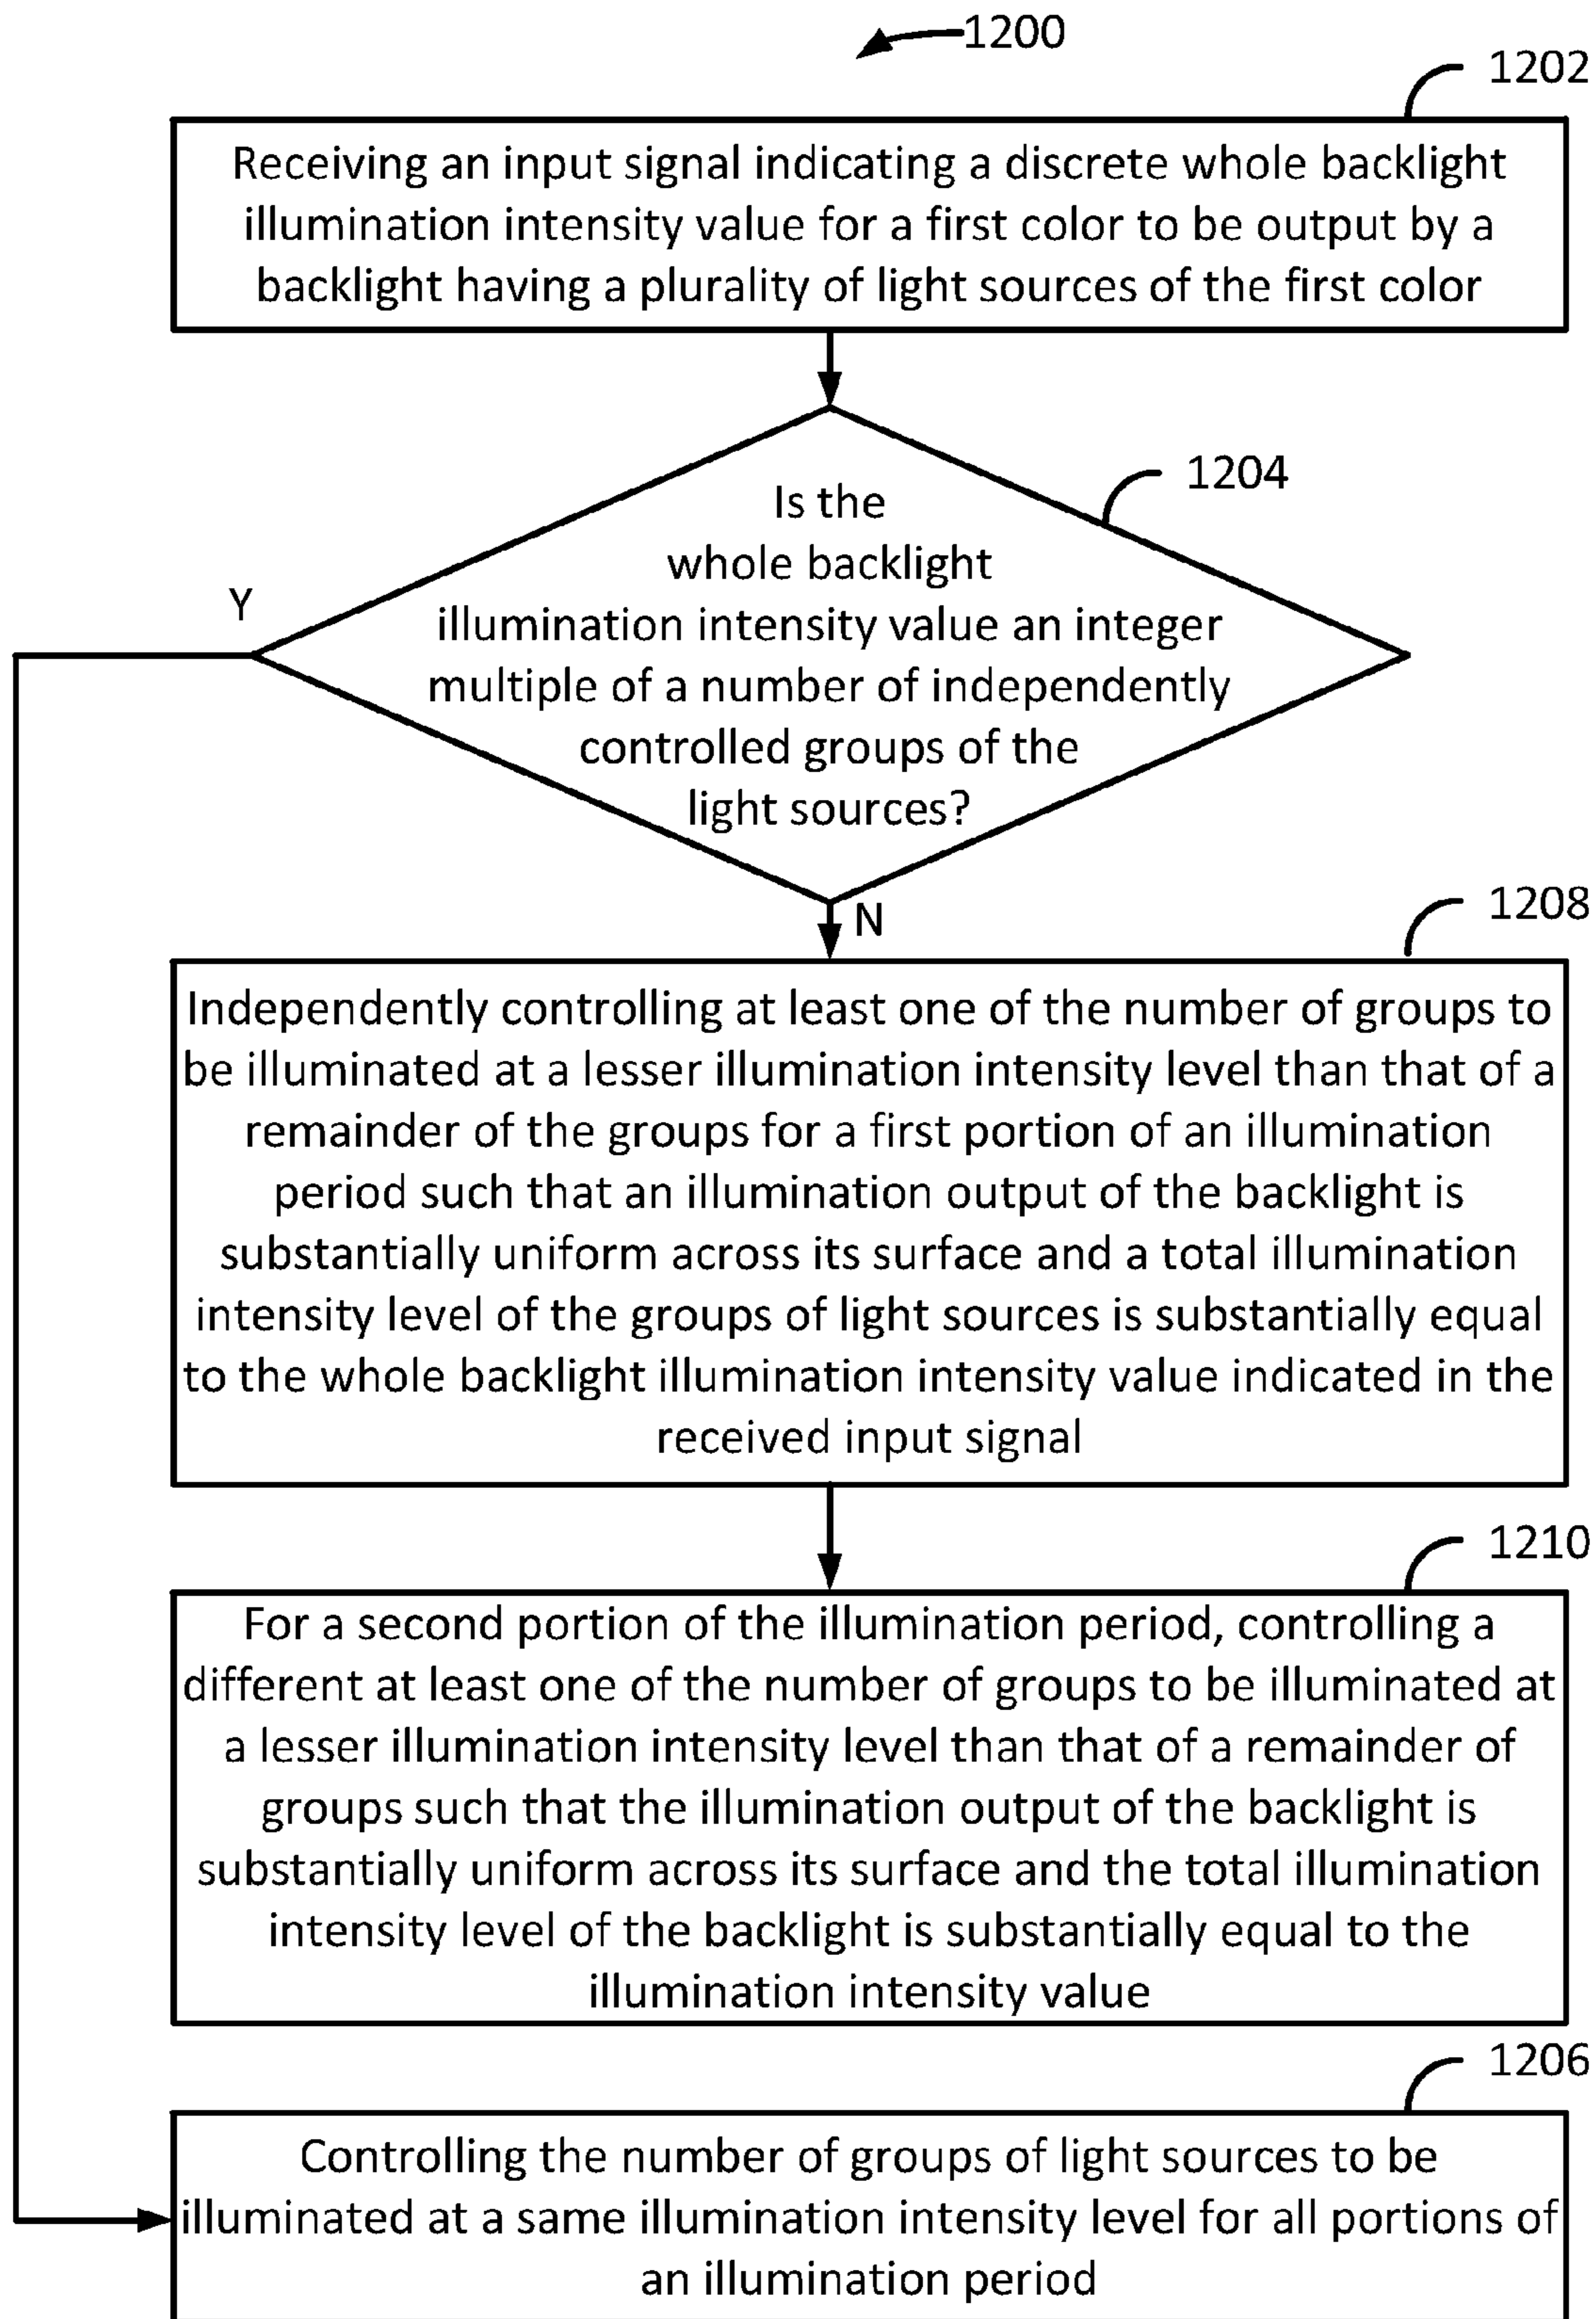 1200
1202
Receiving an input signal indicating a discrete whole backlight
illumination intensity value for a first color to be output by a
backlight having a plurality of light sources of the first color
1204
Is the
whole backlight
illumination intensity value an integer
multiple of a number of independently
controlled groups of the
light sources?
Y
N
1208
Independently controlling at least one of the number of groups to
be illuminated at a lesser illumination intensity level than that of a
remainder of the groups for a first portion of an illumination
period such that an illumination output of the backlight is
substantially uniform across its surface and a total illumination
intensity level of the groups of light sources is substantially equal
to the whole backlight illumination intensity value indicated in the
received input signal
1210
For a second portion of the illumination period, controlling a
different at least one of the number of groups to be illuminated at
a lesser illumination intensity level than that of a remainder of
groups such that the illumination output of the backlight is
substantially uniform across its surface and the total illumination
intensity level of the backlight is substantially equal to the
illumination intensity value
1206
Controlling the number of groups of light sources to be
illuminated at a same illumination intensity level for all portions of
an illumination period